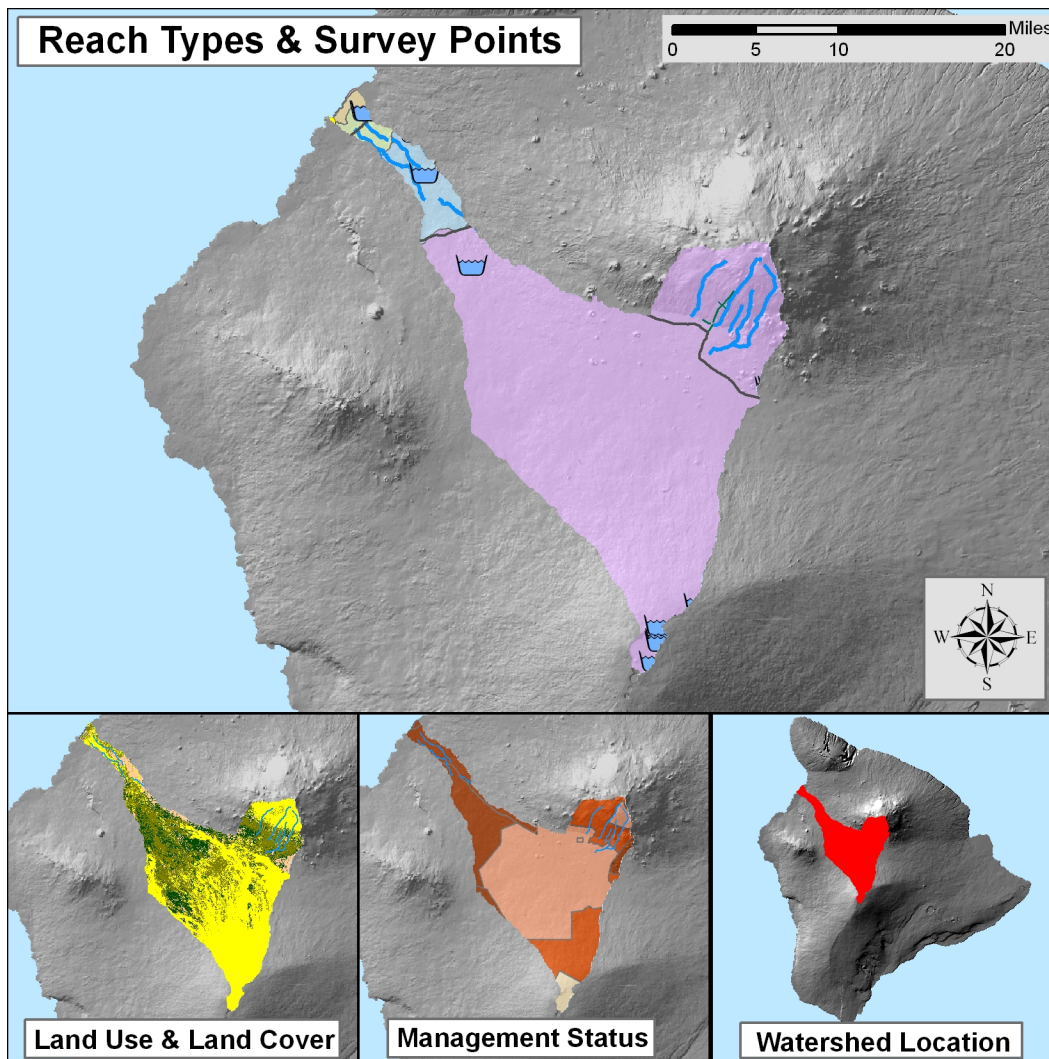 Reach Types & Survey Points
Miles
0 5 10 20
N
W E
S
Land Use & Land Cover
Management Status
Watershed Location